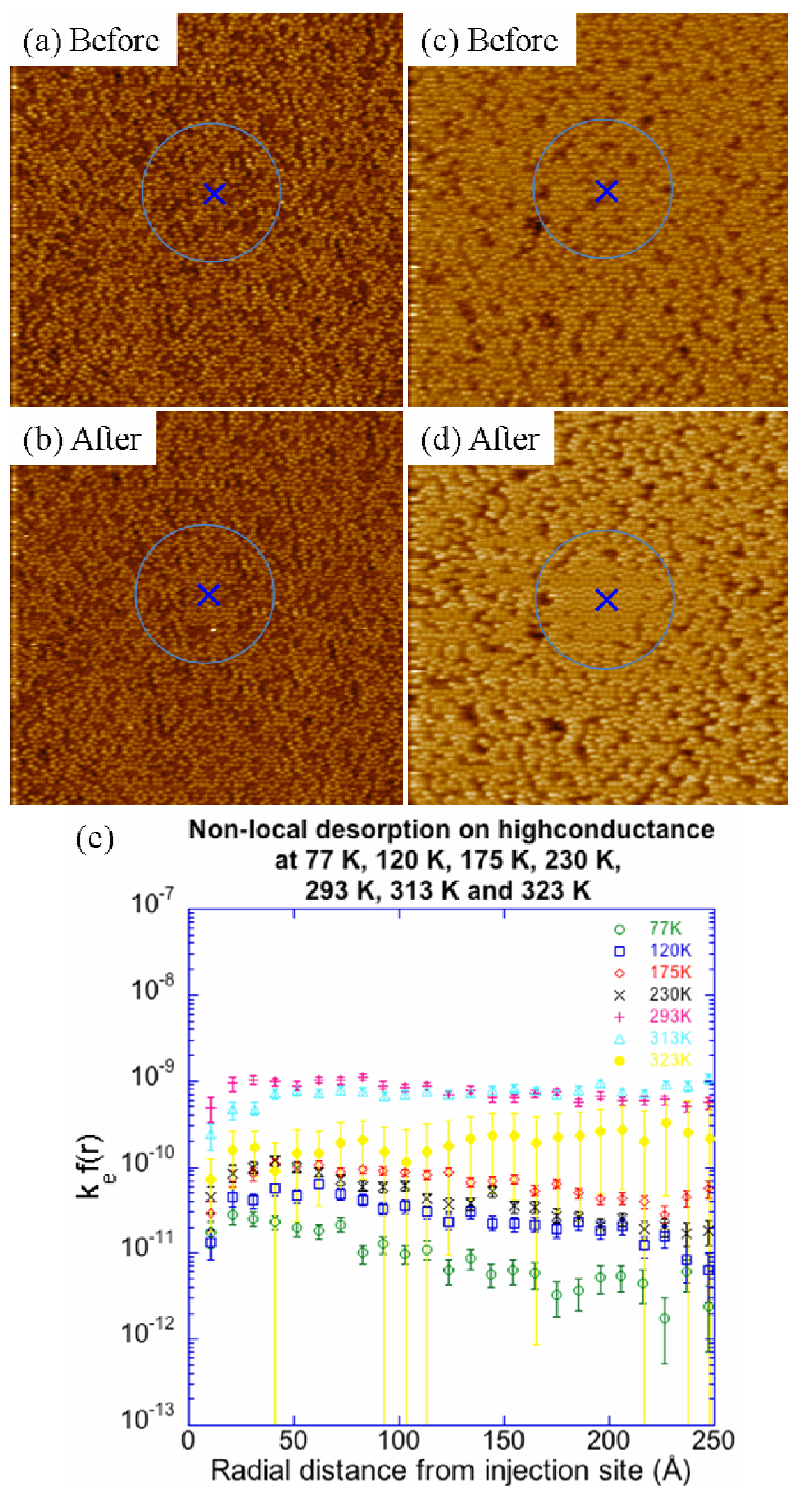 (a) Before
(c) Before
(b) After
(d) After
(e)
Non-local desorption on highconductance
at 77 K, 120 K, 175 K, 230 K,
293 K, 313 K and 323 K
10-7
10-8
10-9
10-10
10-11
10-12
10-13
ke f(r)
77K
120K
175K
230K
293K
313K
323K
0 50 100 150 200 250
Radial distance from injection site (Å)